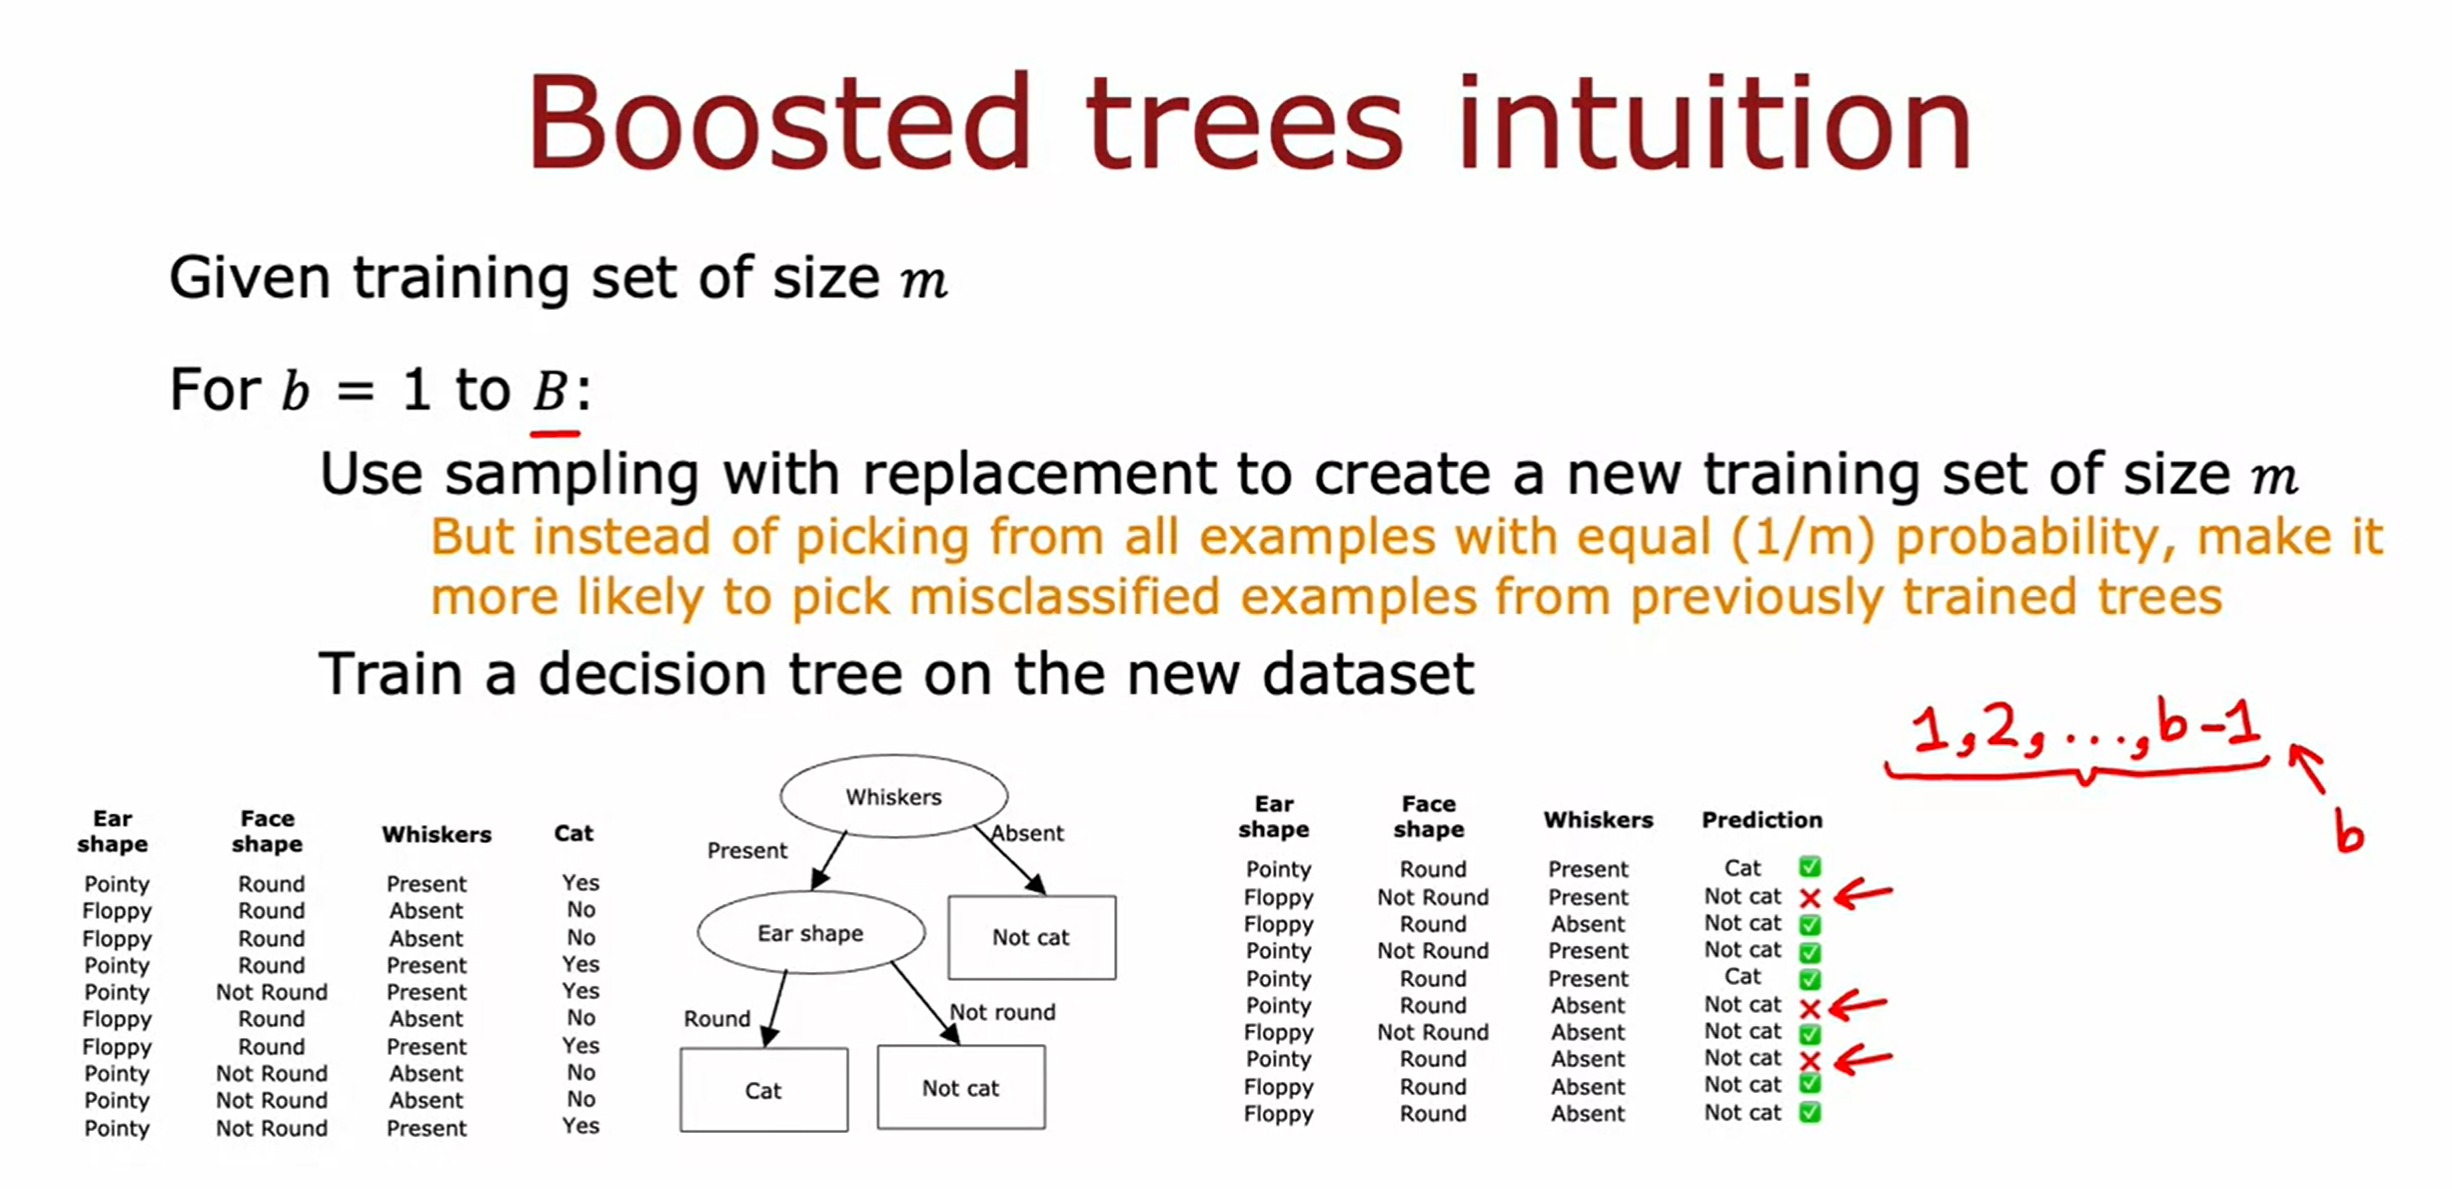 Boosted trees intuition
Given training set of size m
For b = 1 to B:
Use sampling with replacement to create a new training set of size m
But instead of picking from all examples with equal (1/m) probability, make it
more likely to pick misclassified examples from previously trained trees
Train a decision tree on the new dataset
1,2,...,b-1
b
Ear shape Face shape Whiskers Cat
Pointy Round Present Yes
Floppy Round Absent No
Floppy Round Absent No
Pointy Round Present Yes
Pointy Not Round Present Yes
Floppy Round Absent No
Floppy Round Present Yes
Pointy Not Round Absent No
Pointy Not Round Absent No
Pointy Not Round Present Yes
Whiskers
Present
Absent
Ear shape
Not cat
Round
Not round
Cat
Not cat
Ear shape Face shape Whiskers Prediction
Pointy Round Present Cat ✅
Floppy Not Round Present Not cat ❌
Floppy Round Absent Not cat ✅
Pointy Not Round Present Not cat ✅
Pointy Round Present Cat ✅
Pointy Round Absent Not cat ❌
Floppy Not Round Absent Not cat ✅
Pointy Round Absent Not cat ❌
Floppy Round Absent Not cat ✅
Floppy Round Absent Not cat ✅